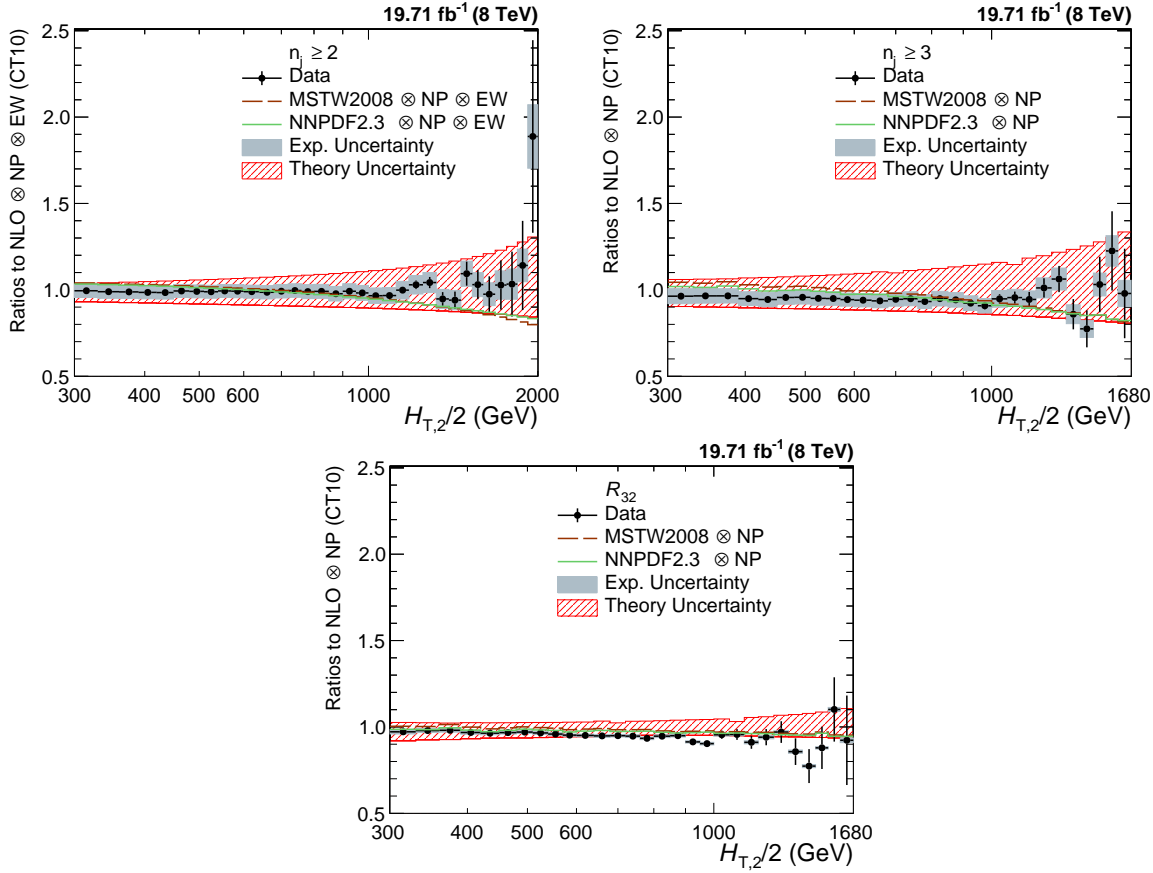 19.71 fb⁻¹ (8 TeV)
Ratios to NLO ⊗ NP ⊗ EW (CT10)
2.5
2.0
1.5
1.0
0.5
n_j ≥ 2
Data
MSTW2008 ⊗ NP ⊗ EW
NNPDF2.3 ⊗ NP ⊗ EW
Exp. Uncertainty
Theory Uncertainty
300 400 500 600 1000 2000
H_T,2/2 (GeV)
19.71 fb⁻¹ (8 TeV)
Ratios to NLO ⊗ NP (CT10)
2.5
2.0
1.5
1.0
0.5
n_j ≥ 3
Data
MSTW2008 ⊗ NP
NNPDF2.3 ⊗ NP
Exp. Uncertainty
Theory Uncertainty
300 400 500 600 1000 1680
H_T,2/2 (GeV)
19.71 fb⁻¹ (8 TeV)
Ratios to NLO ⊗ NP (CT10)
2.5
2.0
1.5
1.0
0.5
R_32
Data
MSTW2008 ⊗ NP
NNPDF2.3 ⊗ NP
Exp. Uncertainty
Theory Uncertainty
300 400 500 600 1000 1680
H_T,2/2 (GeV)